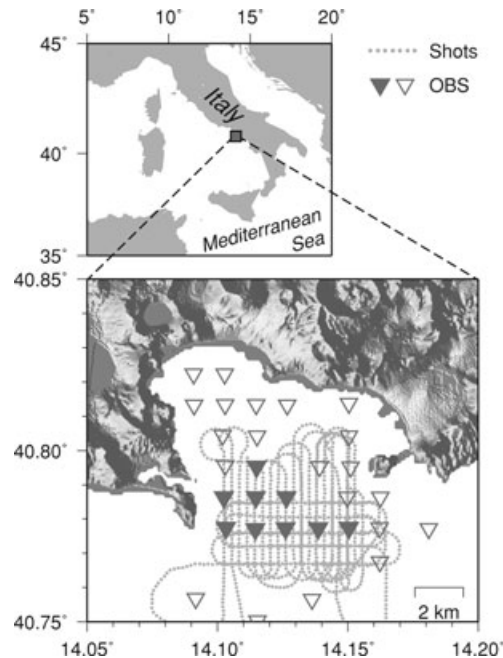 5˚ 10˚ 15˚ 20˚
45˚
40˚
35˚
Italy
Mediterranean
Sea
Shots
OBS
40.85˚
40.80˚
40.75˚
2 km
14.05˚ 14.10˚ 14.15˚ 14.20˚